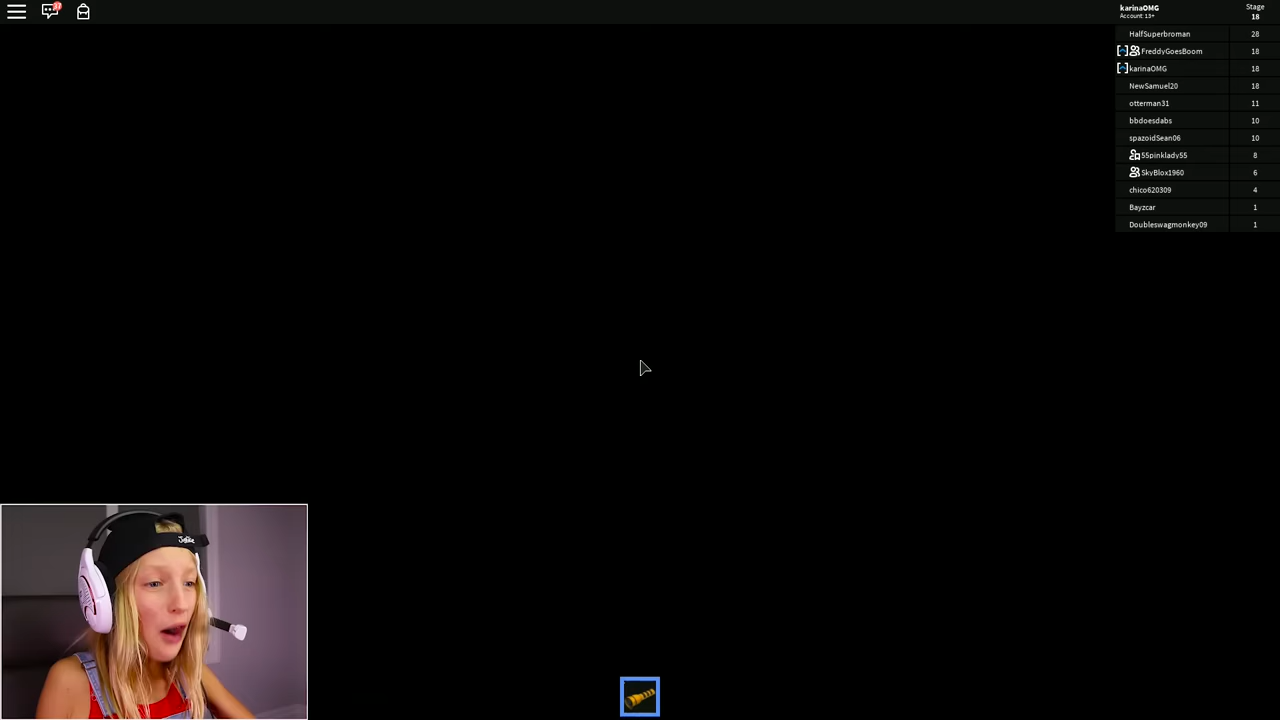 37
karinaOMG
Account: 13+
Stage
18
HalfSuperbroman 28
FreddyGoesBoom 18
karinaOMG 18
NewSamuel20 18
otterman31 11
bbdoesdabs 10
spazoidSean06 10
55pinklady55 8
SkyBlox1960 6
chico620309 4
Bayzcar 1
Doubleswagmonkey09 1